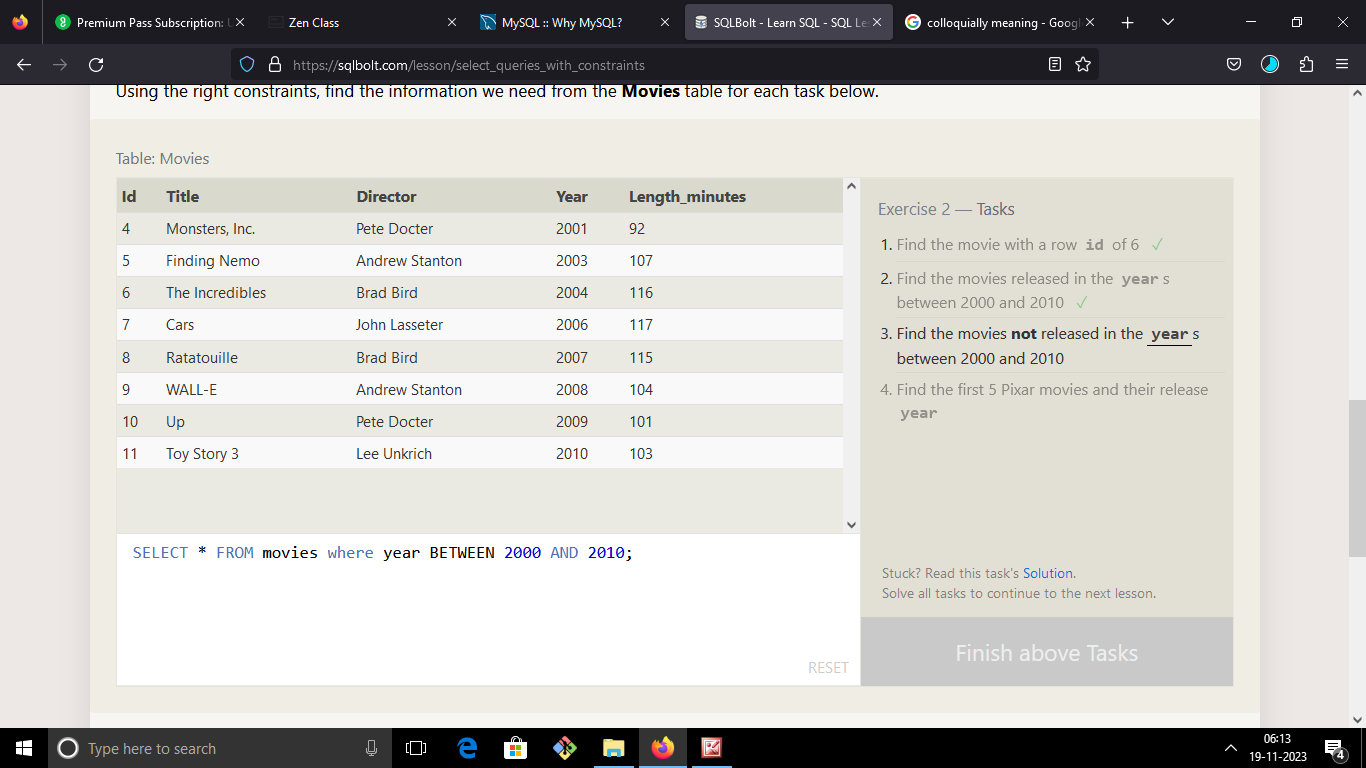 Premium Pass Subscription: U
Zen Class
MySQL :: Why MySQL?
SQLBolt - Learn SQL - SQL Le
colloquially meaning - Googl
https://sqlbolt.com/lesson/select_queries_with_constraints
Using the right constraints, find the information we need from the Movies table for each task below.
Table: Movies
Id Title Director Year Length_minutes
4 Monsters, Inc. Pete Docter 2001 92
5 Finding Nemo Andrew Stanton 2003 107
6 The Incredibles Brad Bird 2004 116
7 Cars John Lasseter 2006 117
8 Ratatouille Brad Bird 2007 115
9 WALL-E Andrew Stanton 2008 104
10 Up Pete Docter 2009 101
11 Toy Story 3 Lee Unkrich 2010 103
SELECT * FROM movies where year BETWEEN 2000 AND 2010;
RESET
Exercise 2 — Tasks
1. Find the movie with a row id of 6 ✓
2. Find the movies released in the year s
between 2000 and 2010 ✓
3. Find the movies not released in the year s
between 2000 and 2010
4. Find the first 5 Pixar movies and their release
year
Stuck? Read this task's Solution.
Solve all tasks to continue to the next lesson.
Finish above Tasks
Type here to search
06:13
19-11-2023
4